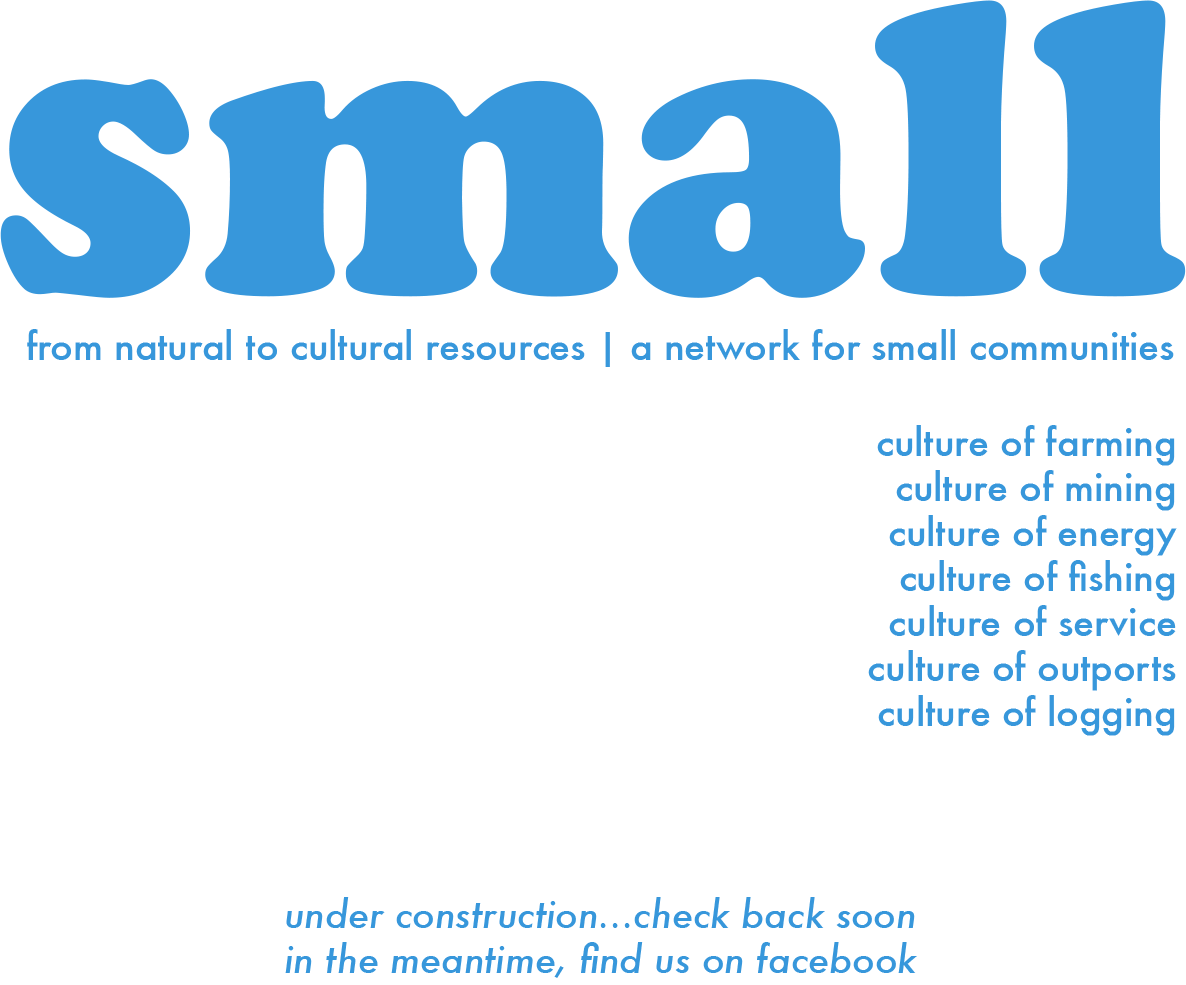 small
from natural to cultural resources | a network for small communities
culture of farming
culture of mining
culture of energy
culture of fishing
culture of service
culture of outports
culture of logging
under construction...check back soon
in the meantime, find us on facebook